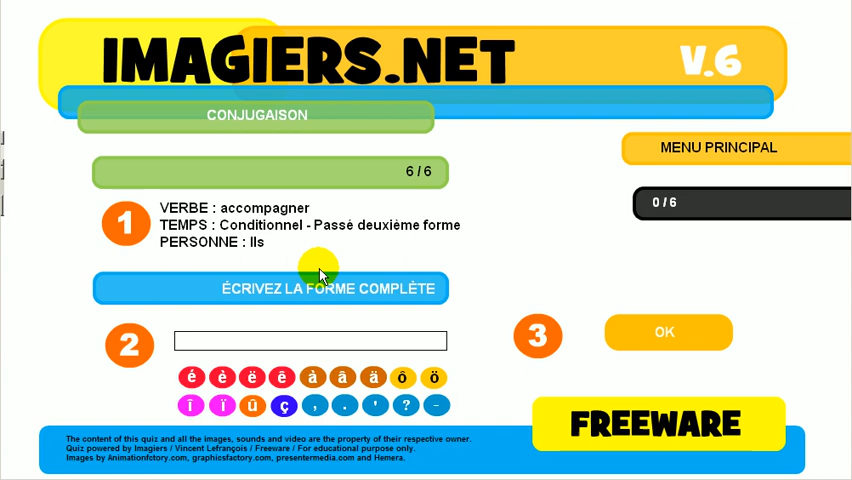 IMAGIERS.NET
V.6
CONJUGAISON
MENU PRINCIPAL
6 / 6
0 / 6
1
VERBE : accompagner
TEMPS : Conditionnel - Passé deuxième forme
PERSONNE : Ils
ÉCRIVEZ LA FORME COMPLÈTE
2
3
OK
é è ë ê à â ä ô ö
î ï û ç , . ' ? -
FREEWARE
The content of this quiz and all the images, sounds and video are the property of their respective owner.
Quiz powered by Imagiers / Vincent Lefrançois / Freeware / For educational purpose only.
Images by Animationfctory.com, graphicsfactory.com, presentermedia.com and Hemera.